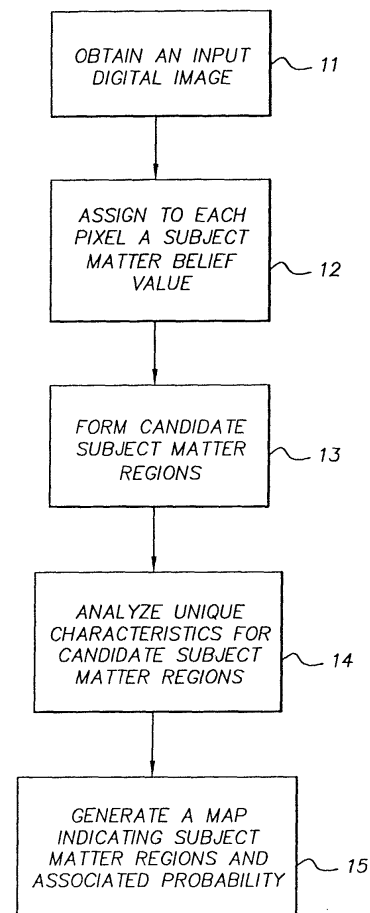 OBTAIN AN INPUT
DIGITAL IMAGE
11
ASSIGN TO EACH
PIXEL A SUBJECT
MATTER BELIEF
VALUE
12
FORM CANDIDATE
SUBJECT MATTER
REGIONS
13
ANALYZE UNIQUE
CHARACTERISTICS FOR
CANDIDATE SUBJECT
MATTER REGIONS
14
GENERATE A MAP
INDICATING SUBJECT
MATTER REGIONS AND
ASSOCIATED PROBABILITY
15